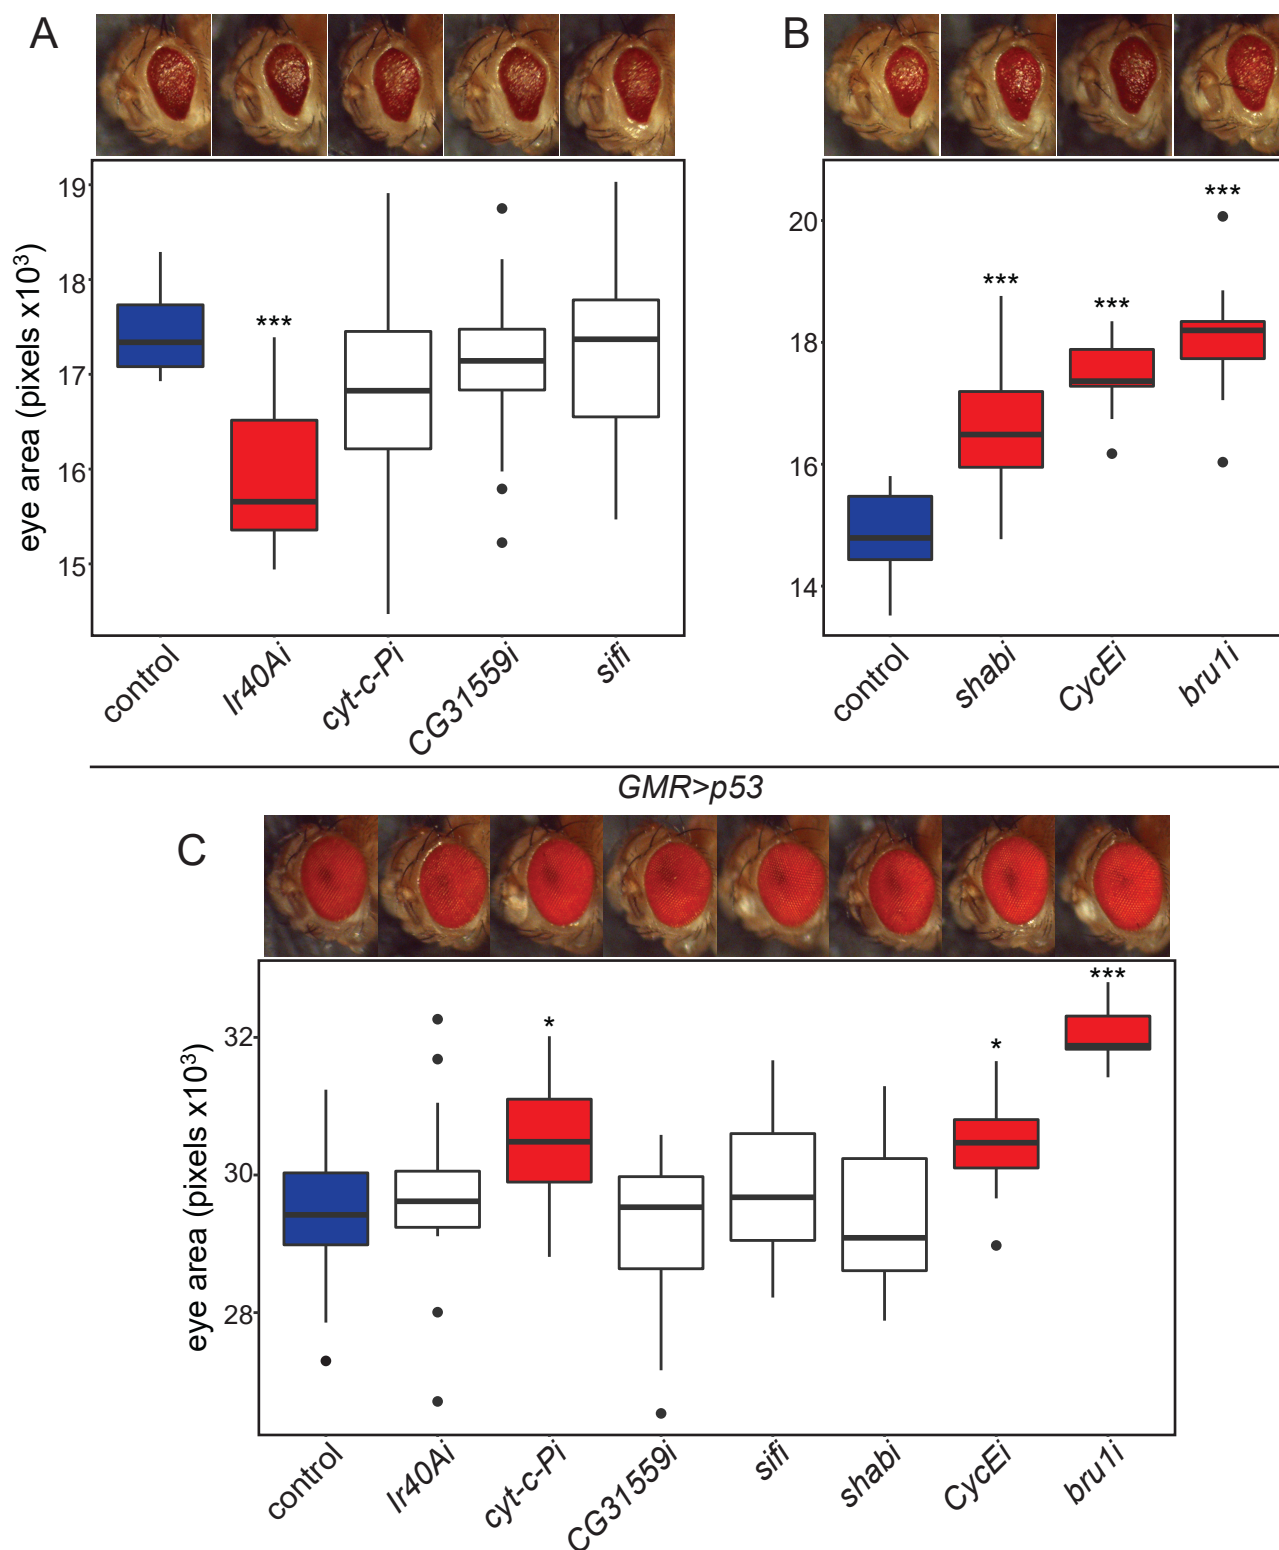 A
B
19
18
17
16
15
eye area (pixels x10³)
***
control
Ir40Ai
cyt-c-Pi
CG31559i
sifi
20
18
16
14
***
***
***
control
shabi
CycEi
bru1i
GMR>p53
C
32
30
28
eye area (pixels x10³)
*
*
***
control
Ir40Ai
cyt-c-Pi
CG31559i
sifi
shabi
CycEi
bru1i